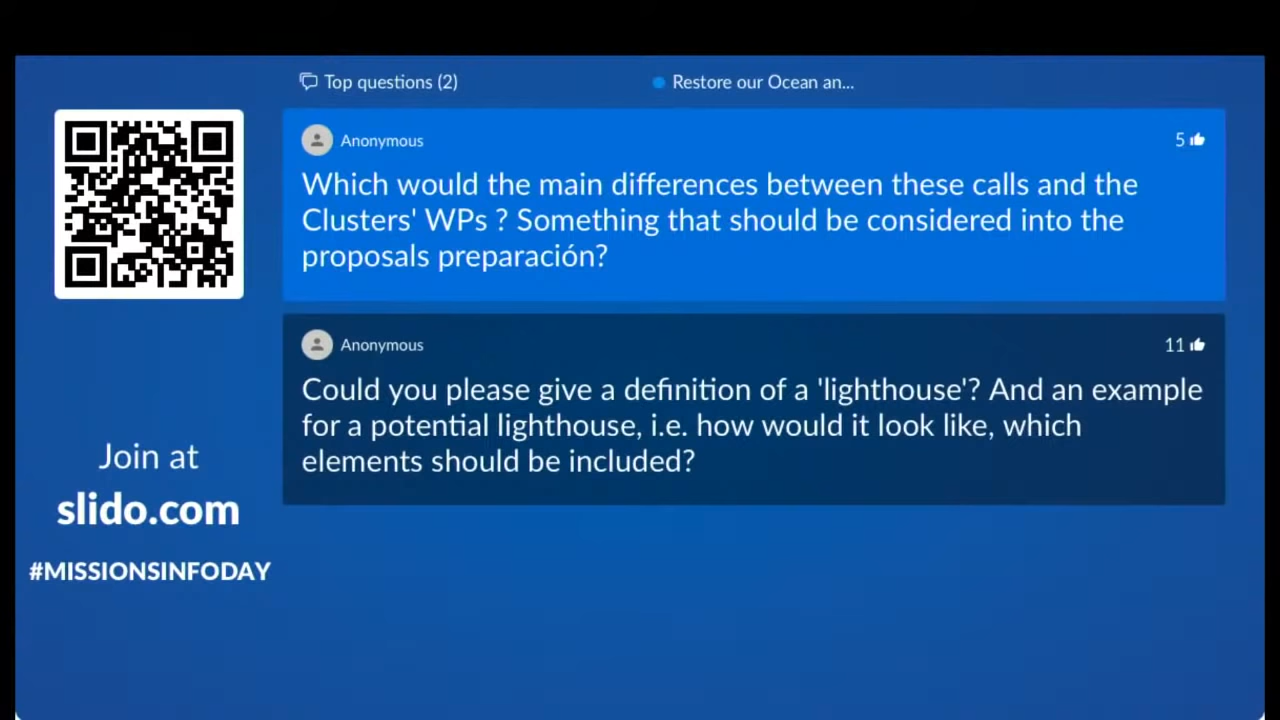 Top questions (2)
Restore our Ocean an...
Anonymous
5
Which would the main differences between these calls and the
Clusters' WPs ? Something that should be considered into the
proposals preparación?
Anonymous
11
Could you please give a definition of a 'lighthouse'? And an example
for a potential lighthouse, i.e. how would it look like, which
elements should be included?
Join at
slido.com
#MISSIONSINFODAY